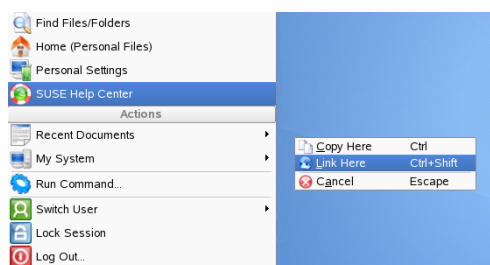 Find Files/Folders
Home (Personal Files)
Personal Settings
SUSE Help Center
Actions
Recent Documents
My System
Run Command...
Switch User
Lock Session
Log Out...
Copy Here Ctrl
Link Here Ctrl+Shift
Cancel Escape